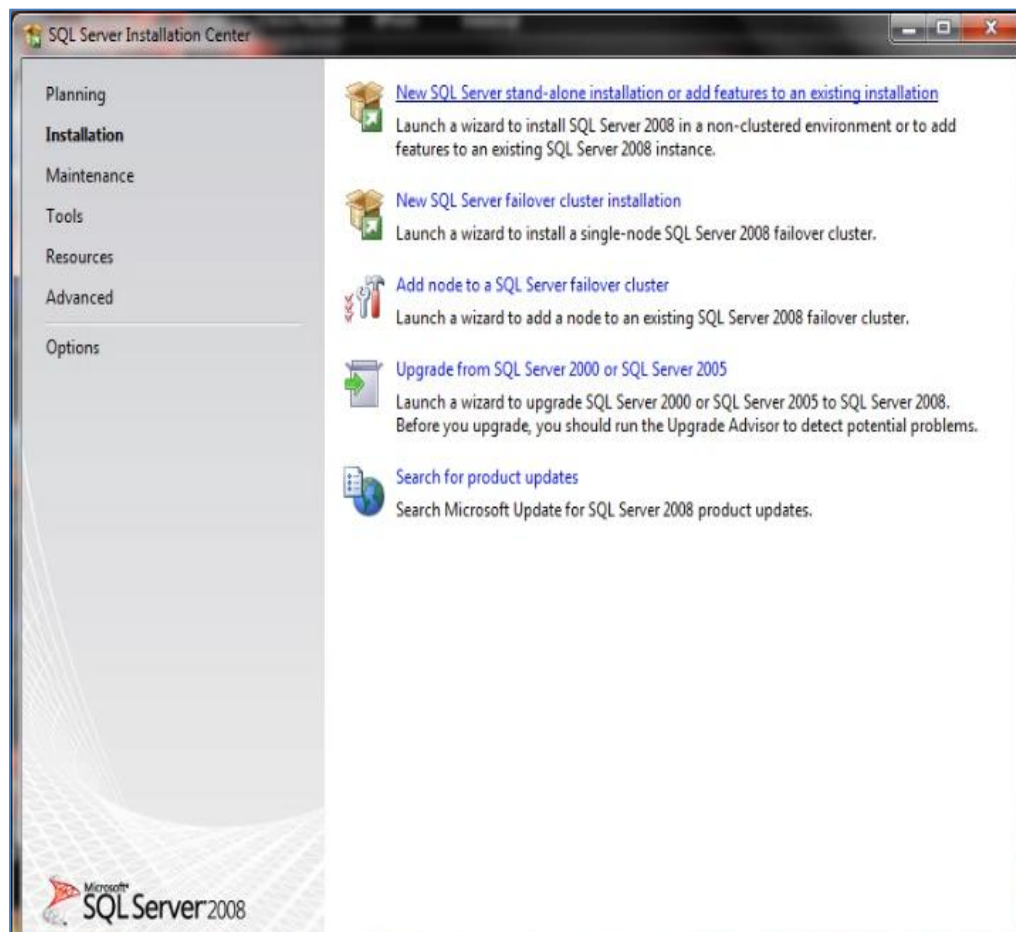 SQL Server Installation Center
Planning
Installation
Maintenance
Tools
Resources
Advanced
Options
New SQL Server stand-alone installation or add features to an existing installation
Launch a wizard to install SQL Server 2008 in a non-clustered environment or to add
features to an existing SQL Server 2008 instance.
New SQL Server failover cluster installation
Launch a wizard to install a single-node SQL Server 2008 failover cluster.
Add node to a SQL Server failover cluster
Launch a wizard to add a node to an existing SQL Server 2008 failover cluster.
Upgrade from SQL Server 2000 or SQL Server 2005
Launch a wizard to upgrade SQL Server 2000 or SQL Server 2005 to SQL Server 2008.
Before you upgrade, you should run the Upgrade Advisor to detect potential problems.
Search for product updates
Search Microsoft Update for SQL Server 2008 product updates.
Microsoft®
SQL Server 2008